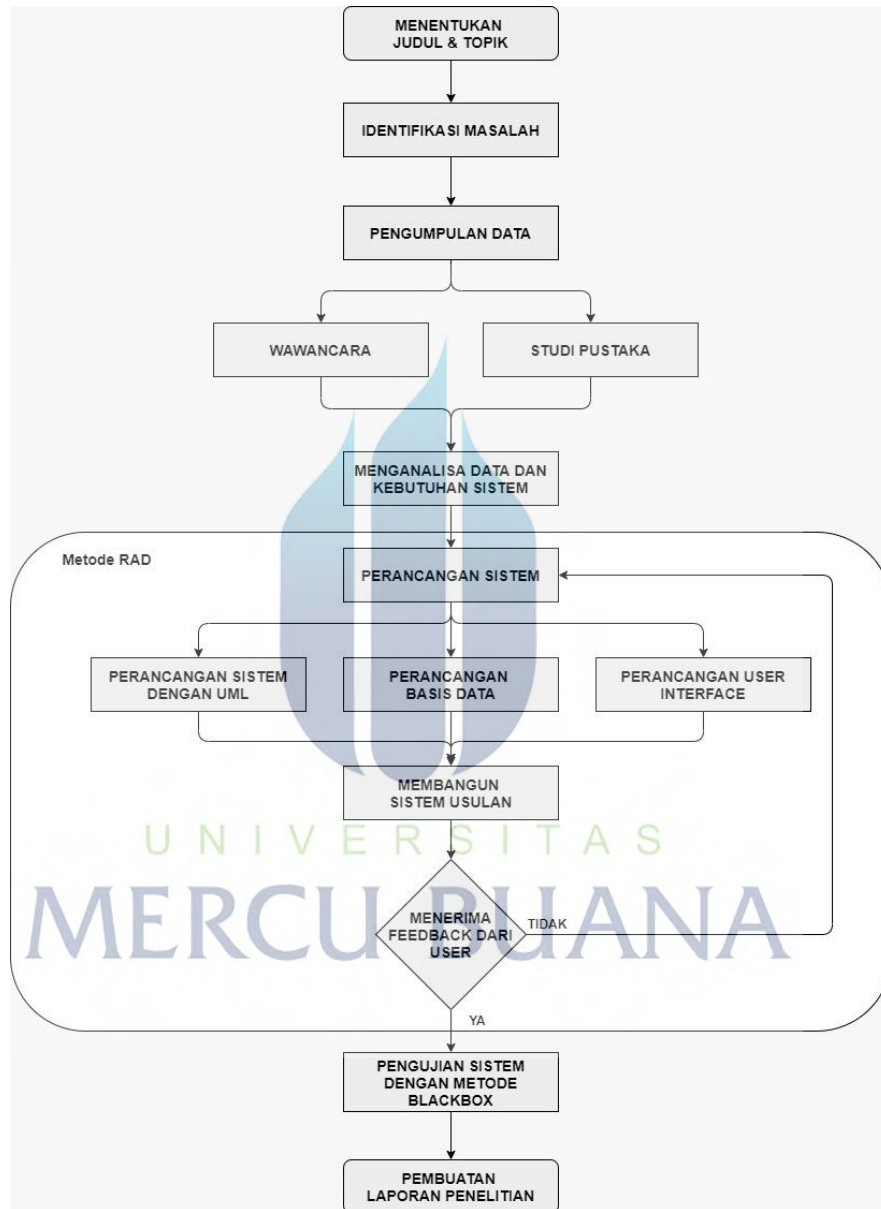 MENENTUKAN
JUDUL & TOPIK
IDENTIFIKASI MASALAH
PENGUMPULAN DATA
WAWANCARA
STUDI PUSTAKA
MENGANALISA DATA DAN
KEBUTUHAN SISTEM
Metode RAD
PERANCANGAN SISTEM
PERANCANGAN SISTEM
DENGAN UML
PERANCANGAN
BASIS DATA
PERANCANGAN USER
INTERFACE
MEMBANGUN
SISTEM USULAN
UNIVERSITAS
MERCU BUANA
MENERIMA
FEEDBACK DARI
USER
TIDAK
YA
PENGUJIAN SISTEM
DENGAN METODE
BLACKBOX
PEMBUATAN
LAPORAN PENELITIAN